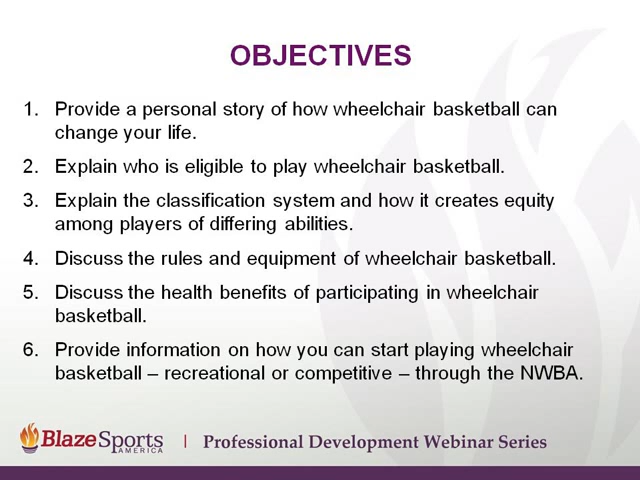 OBJECTIVES
1. Provide a personal story of how wheelchair basketball can
change your life.
2. Explain who is eligible to play wheelchair basketball.
3. Explain the classification system and how it creates equity
among players of differing abilities.
4. Discuss the rules and equipment of wheelchair basketball.
5. Discuss the health benefits of participating in wheelchair
basketball.
6. Provide information on how you can start playing wheelchair
basketball – recreational or competitive – through the NWBA.
BlazeSports | Professional Development Webinar Series
AMERICA